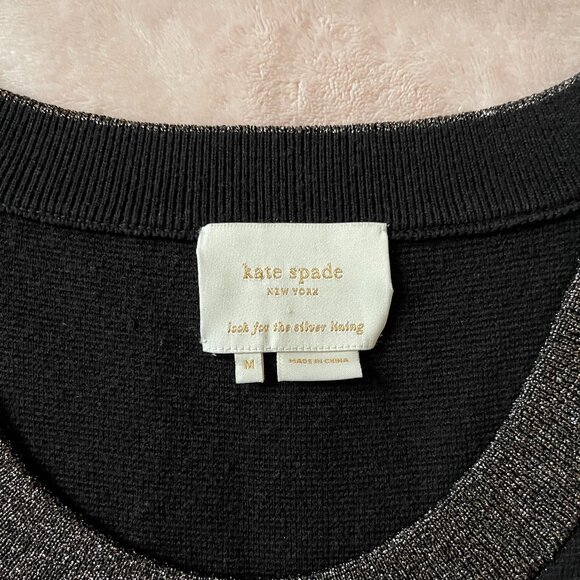 kate spade
NEW YORK
look for the silver lining
M
MADE IN CHINA